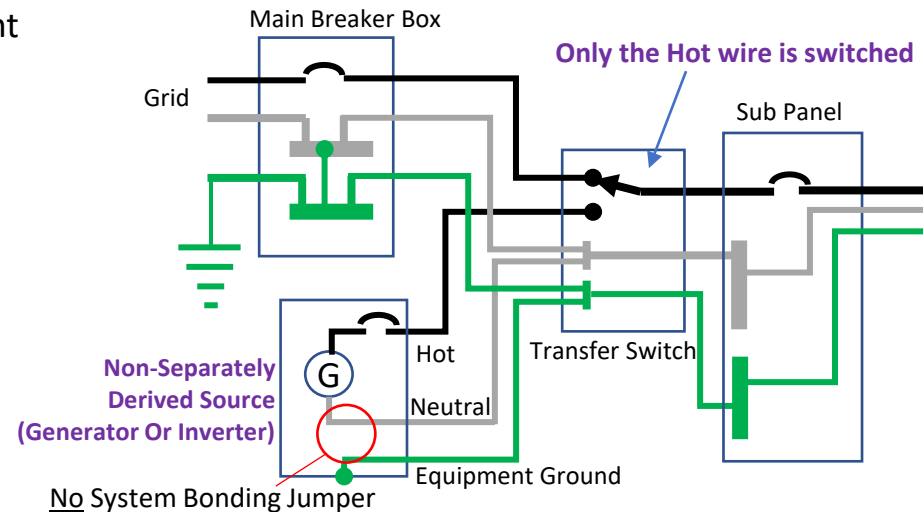 nt
Main Breaker Box
Only the Hot wire is switched
Grid
Sub Panel
Transfer Switch
Hot
G
Non-Separately
Derived Source
(Generator Or Inverter)
Neutral
Equipment Ground
No System Bonding Jumper